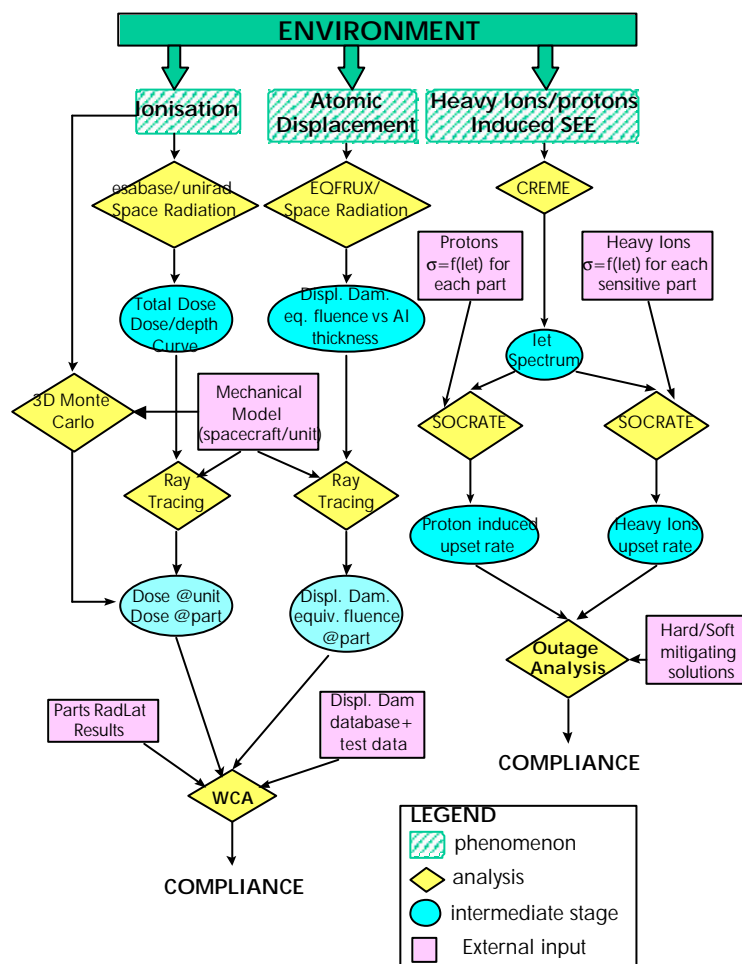 ENVIRONMENT
Ionisation
Atomic
Displacement
Heavy Ions/protons
Induced SEE
esabase/unirad
Space Radiation
EQFRUX/
Space Radiation
CREME
Protons
σ=f(let) for
each part
Heavy Ions
σ=f(let) for each
sensitive part
Total Dose
Dose/depth
Curve
Displ. Dam.
eq. fluence vs Al
thickness
let
Spectrum
3D Monte
Carlo
Mechanical
Model
(spacecraft/unit)
SOCRATE
SOCRATE
Ray
Tracing
Ray
Tracing
Proton induced
upset rate
Heavy Ions
upset rate
Dose @unit
Dose @part
Displ. Dam.
equiv. fluence
@part
Outage
Analysis
Hard/Soft
mitigating
solutions
Parts RadLat
Results
Displ. Dam
database+
test data
WCA
COMPLIANCE
COMPLIANCE
LEGEND
phenomenon
analysis
intermediate stage
External input